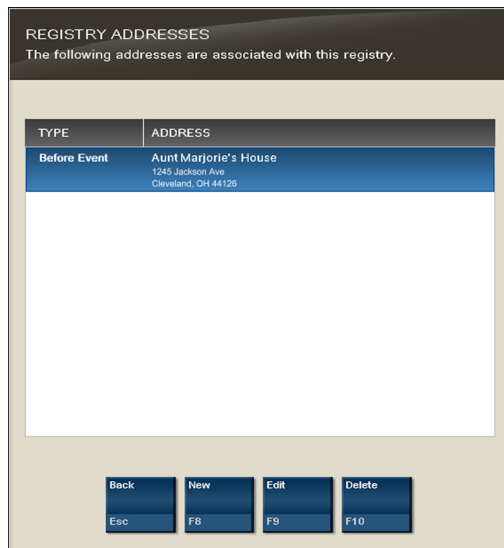 REGISTRY ADDRESSES
The following addresses are associated with this registry.
TYPE ADDRESS
Before Event Aunt Marjorie's House
1245 Jackson Ave
Cleveland, OH 44126
Back New Edit Delete
Esc F8 F9 F10